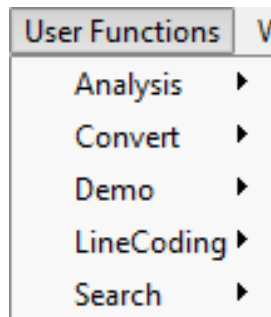 User Functions
Analysis
Convert
Demo
LineCoding
Search